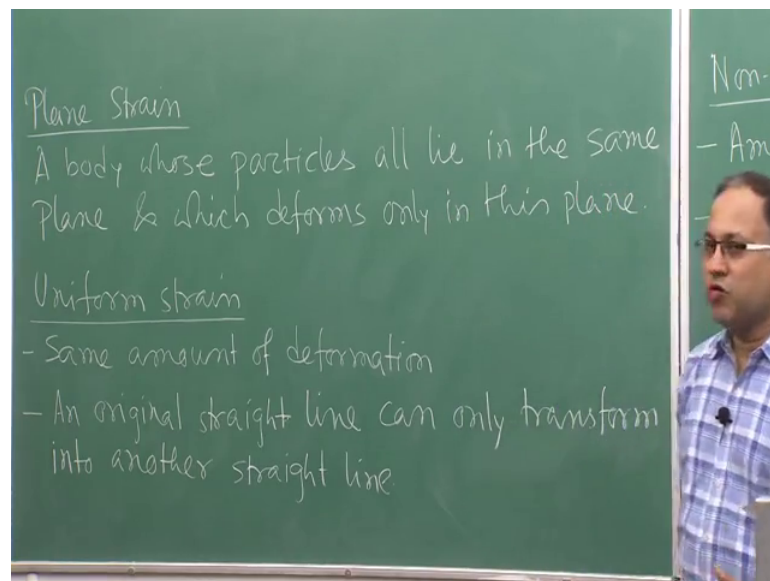 Plane Strain
A body whose particles all lie in the same
plane & which deforms only in this plane.
Uniform strain
- Same amount of deformation
- An original straight line can only transform
into another straight line.
Non-
- Am
-